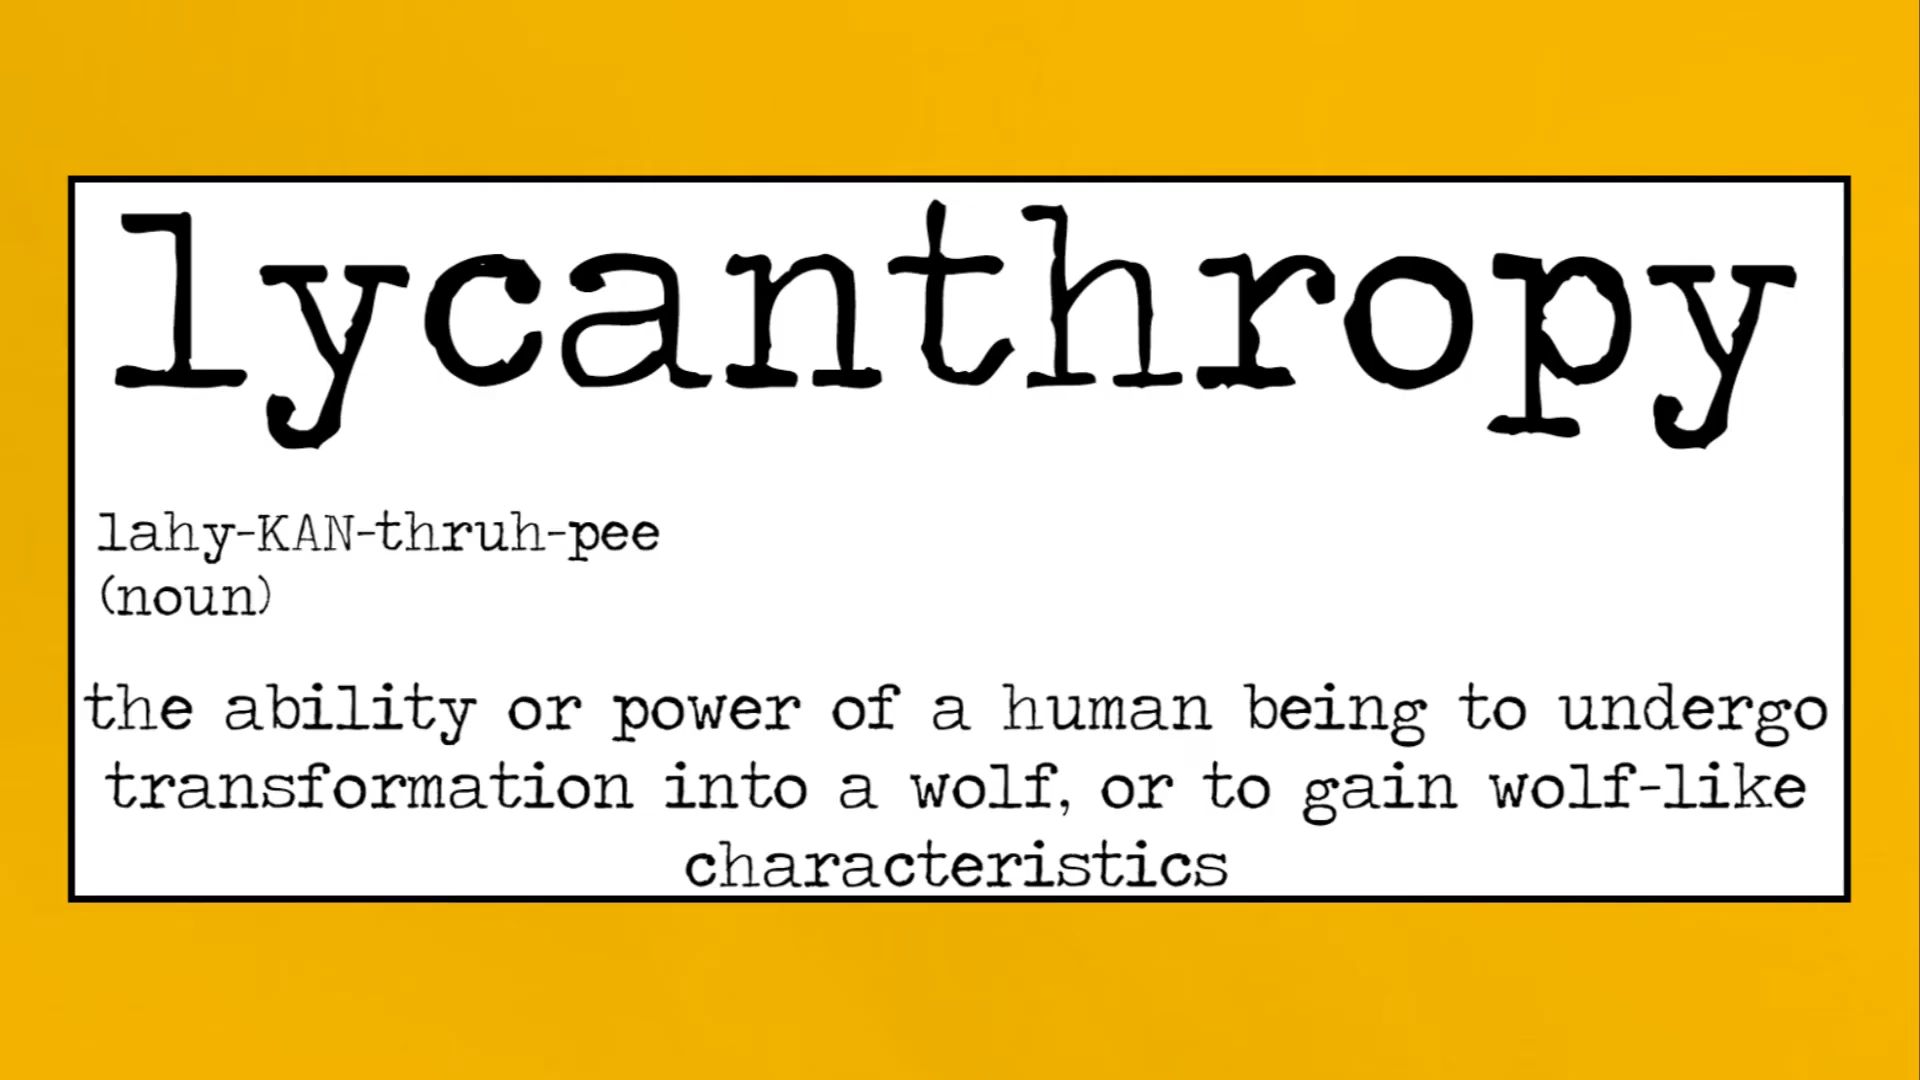 lycanthropy
lahy-KAN-thruh-pee
(noun)
the ability or power of a human being to undergo
transformation into a wolf, or to gain wolf-like
characteristics